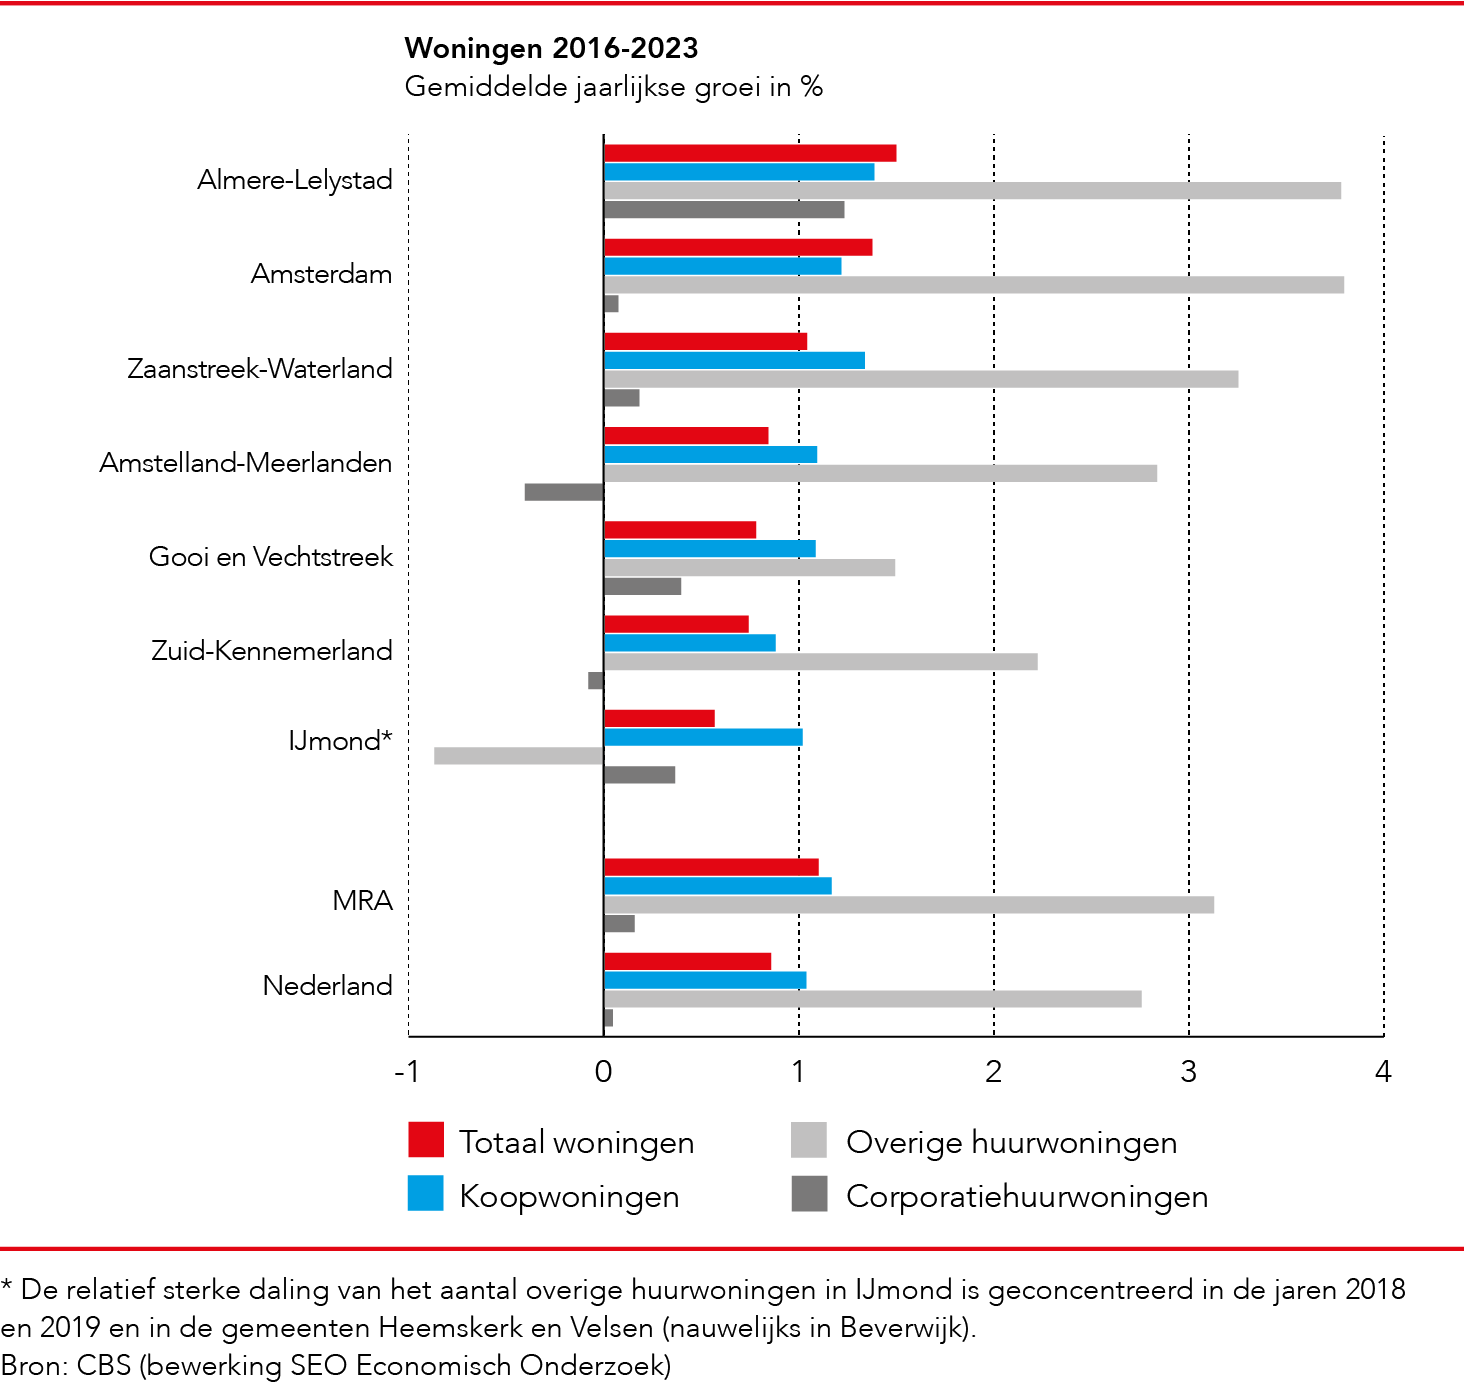 Woningen 2016-2023
Gemiddelde jaarlijkse groei in %
Almere-Lelystad
Amsterdam
Zaanstreek-Waterland
Amstelland-Meerlanden
Gooi en Vechtstreek
Zuid-Kennemerland
IJmond*
MRA
Nederland
-1 0 1 2 3 4
Totaal woningen
Overige huurwoningen
Koopwoningen
Corporatiehuurwoningen
* De relatief sterke daling van het aantal overige huurwoningen in IJmond is geconcentreerd in de jaren 2018
en 2019 en in de gemeenten Heemskerk en Velsen (nauwelijks in Beverwijk).
Bron: CBS (bewerking SEO Economisch Onderzoek)